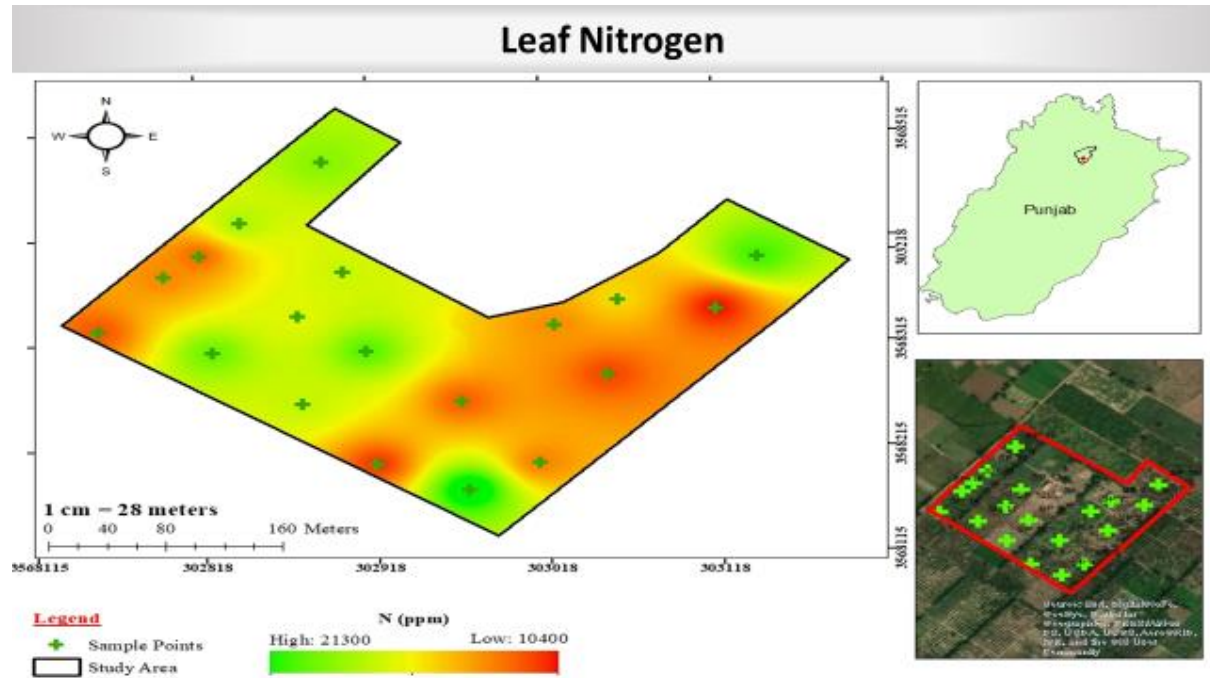 Leaf Nitrogen
N
W E
S
3568515
303218
3568315
3568215
3568115
Punjab
1 cm = 28 meters
0 40 80 160 Meters
3568115 302818 302918 303018 303118
Legend
Sample Points
Study Area
N (ppm)
High: 21300 Low: 10400
Community